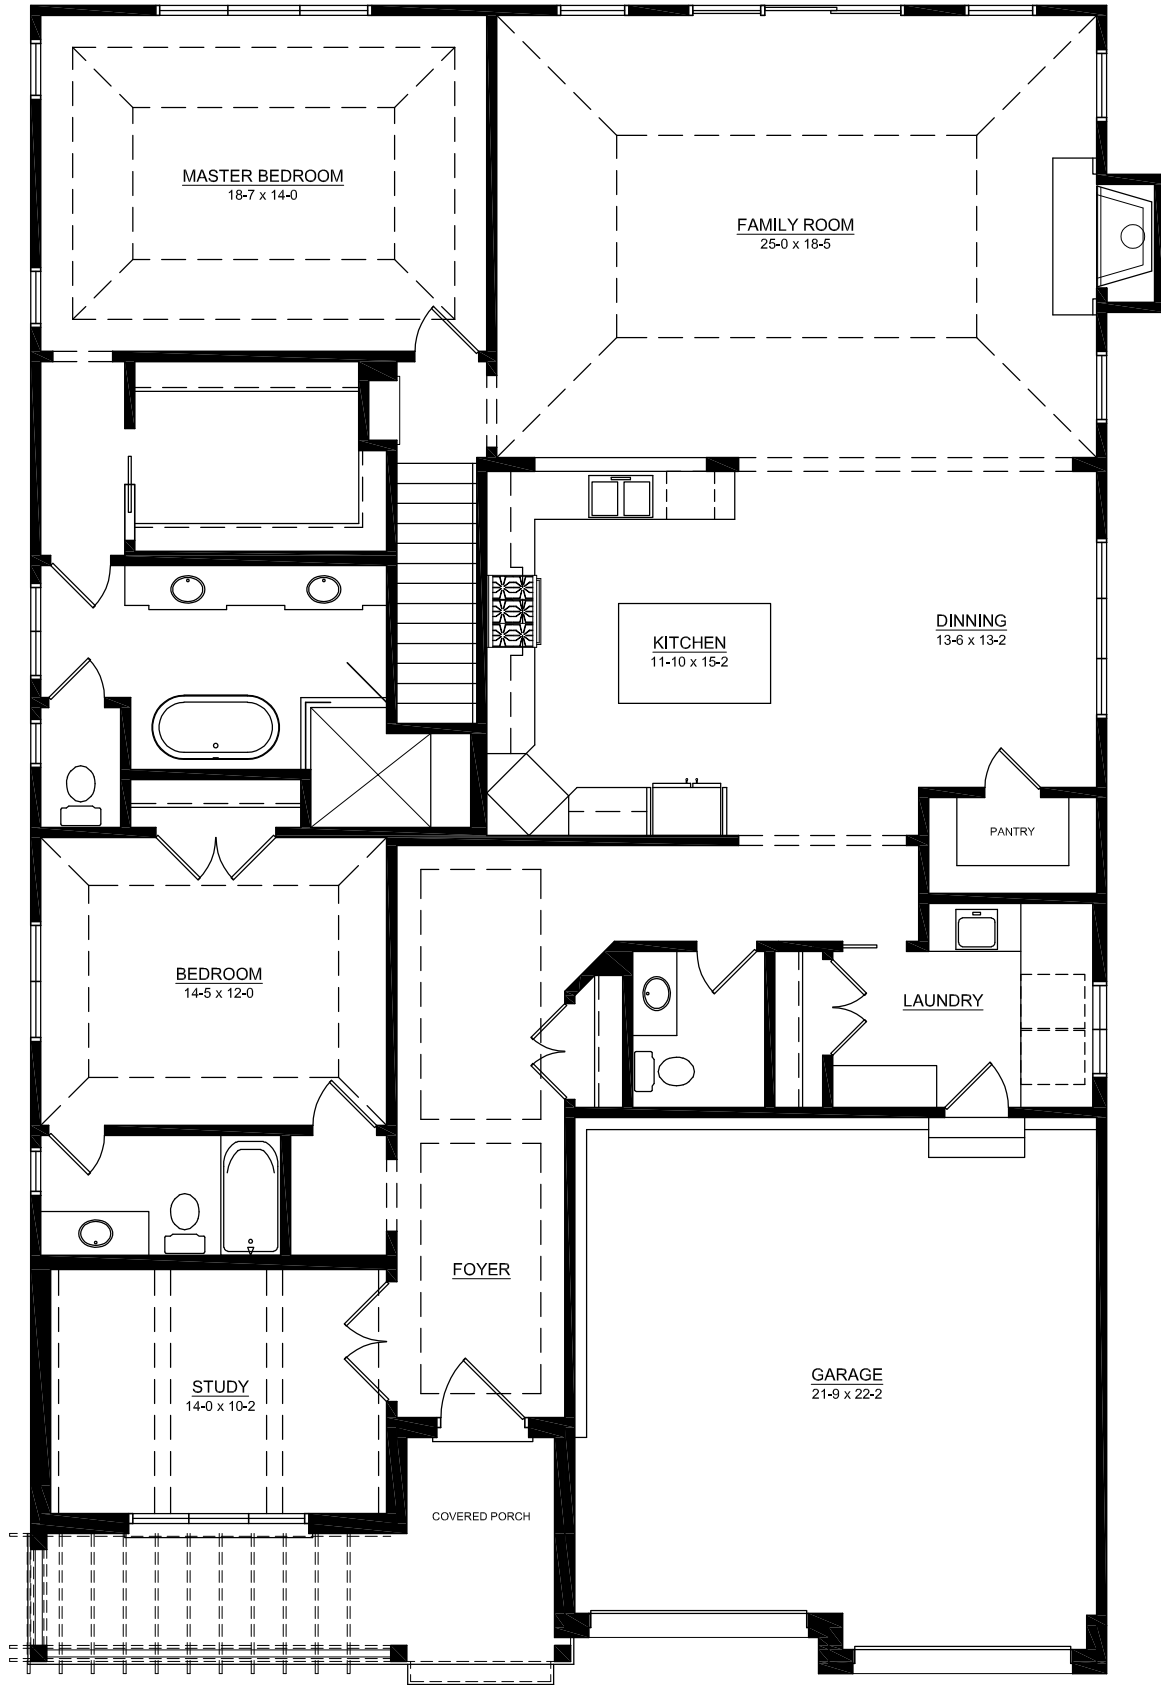 MASTER BEDROOM
18-7 x 14-0
FAMILY ROOM
25-0 x 18-5
KITCHEN
11-10 x 15-2
DINNING
13-6 x 13-2
PANTRY
BEDROOM
14-5 x 12-0
LAUNDRY
FOYER
STUDY
14-0 x 10-2
GARAGE
21-9 x 22-2
COVERED PORCH